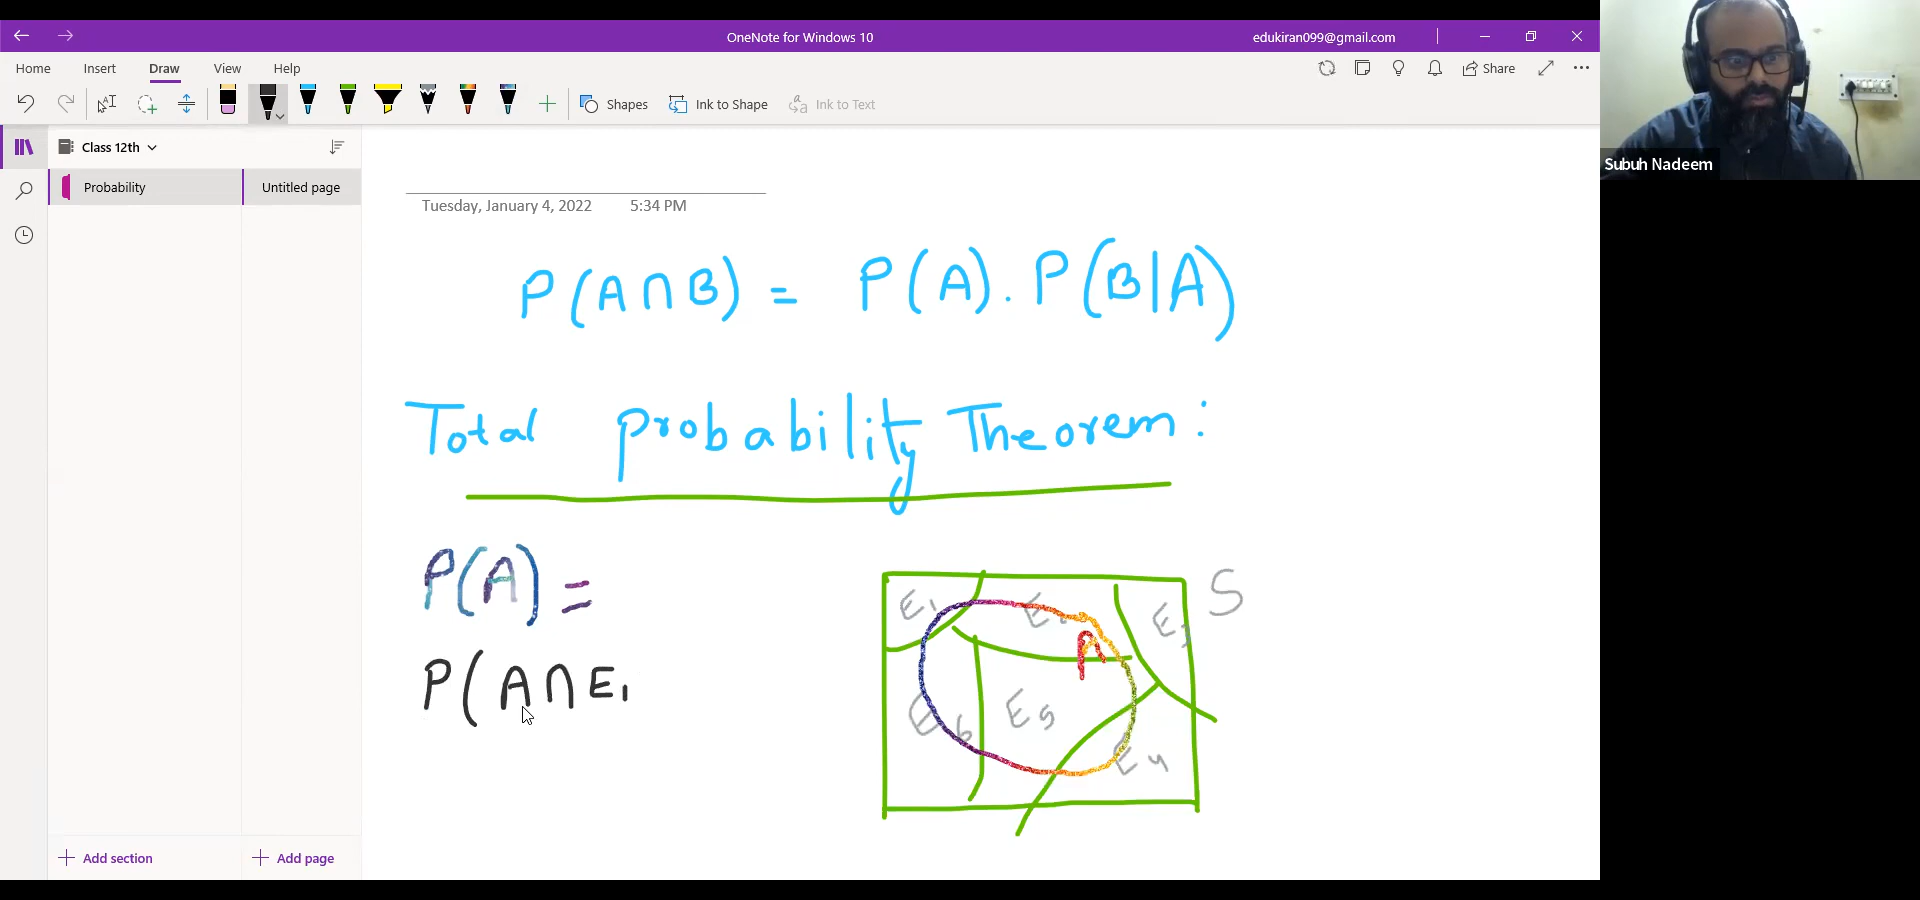 OneNote for Windows 10
edukiran099@gmail.com
Home Insert Draw View Help
Share
Shapes Ink to Shape Ink to Text
Class 12th
Probability
Untitled page
Tuesday, January 4, 2022 5:34 PM
P(A∩B) = P(A).P(B|A)
Total probability Theorem:
P(A) =
P(A∩E1
S
E1 E2 E3
A
E6 E5 E4
Add section
Add page
Subuh Nadeem